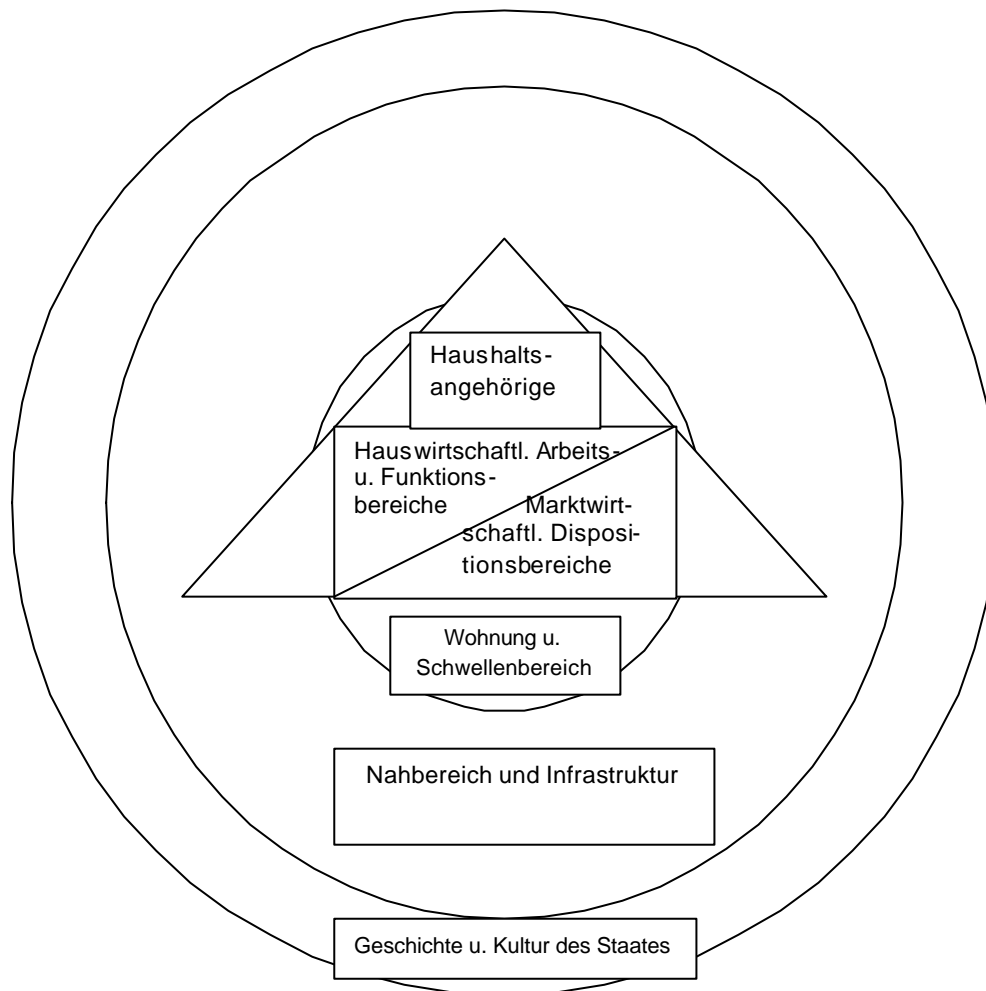 Haushalts-
angehörige
Hauswirtschaftl. Arbeits-
u. Funktions-
bereiche
Marktwirt-
schaftl. Disposi-
tionsbereiche
Wohnung u.
Schwellenbereich
Nahbereich und Infrastruktur
Geschichte u. Kultur des Staates